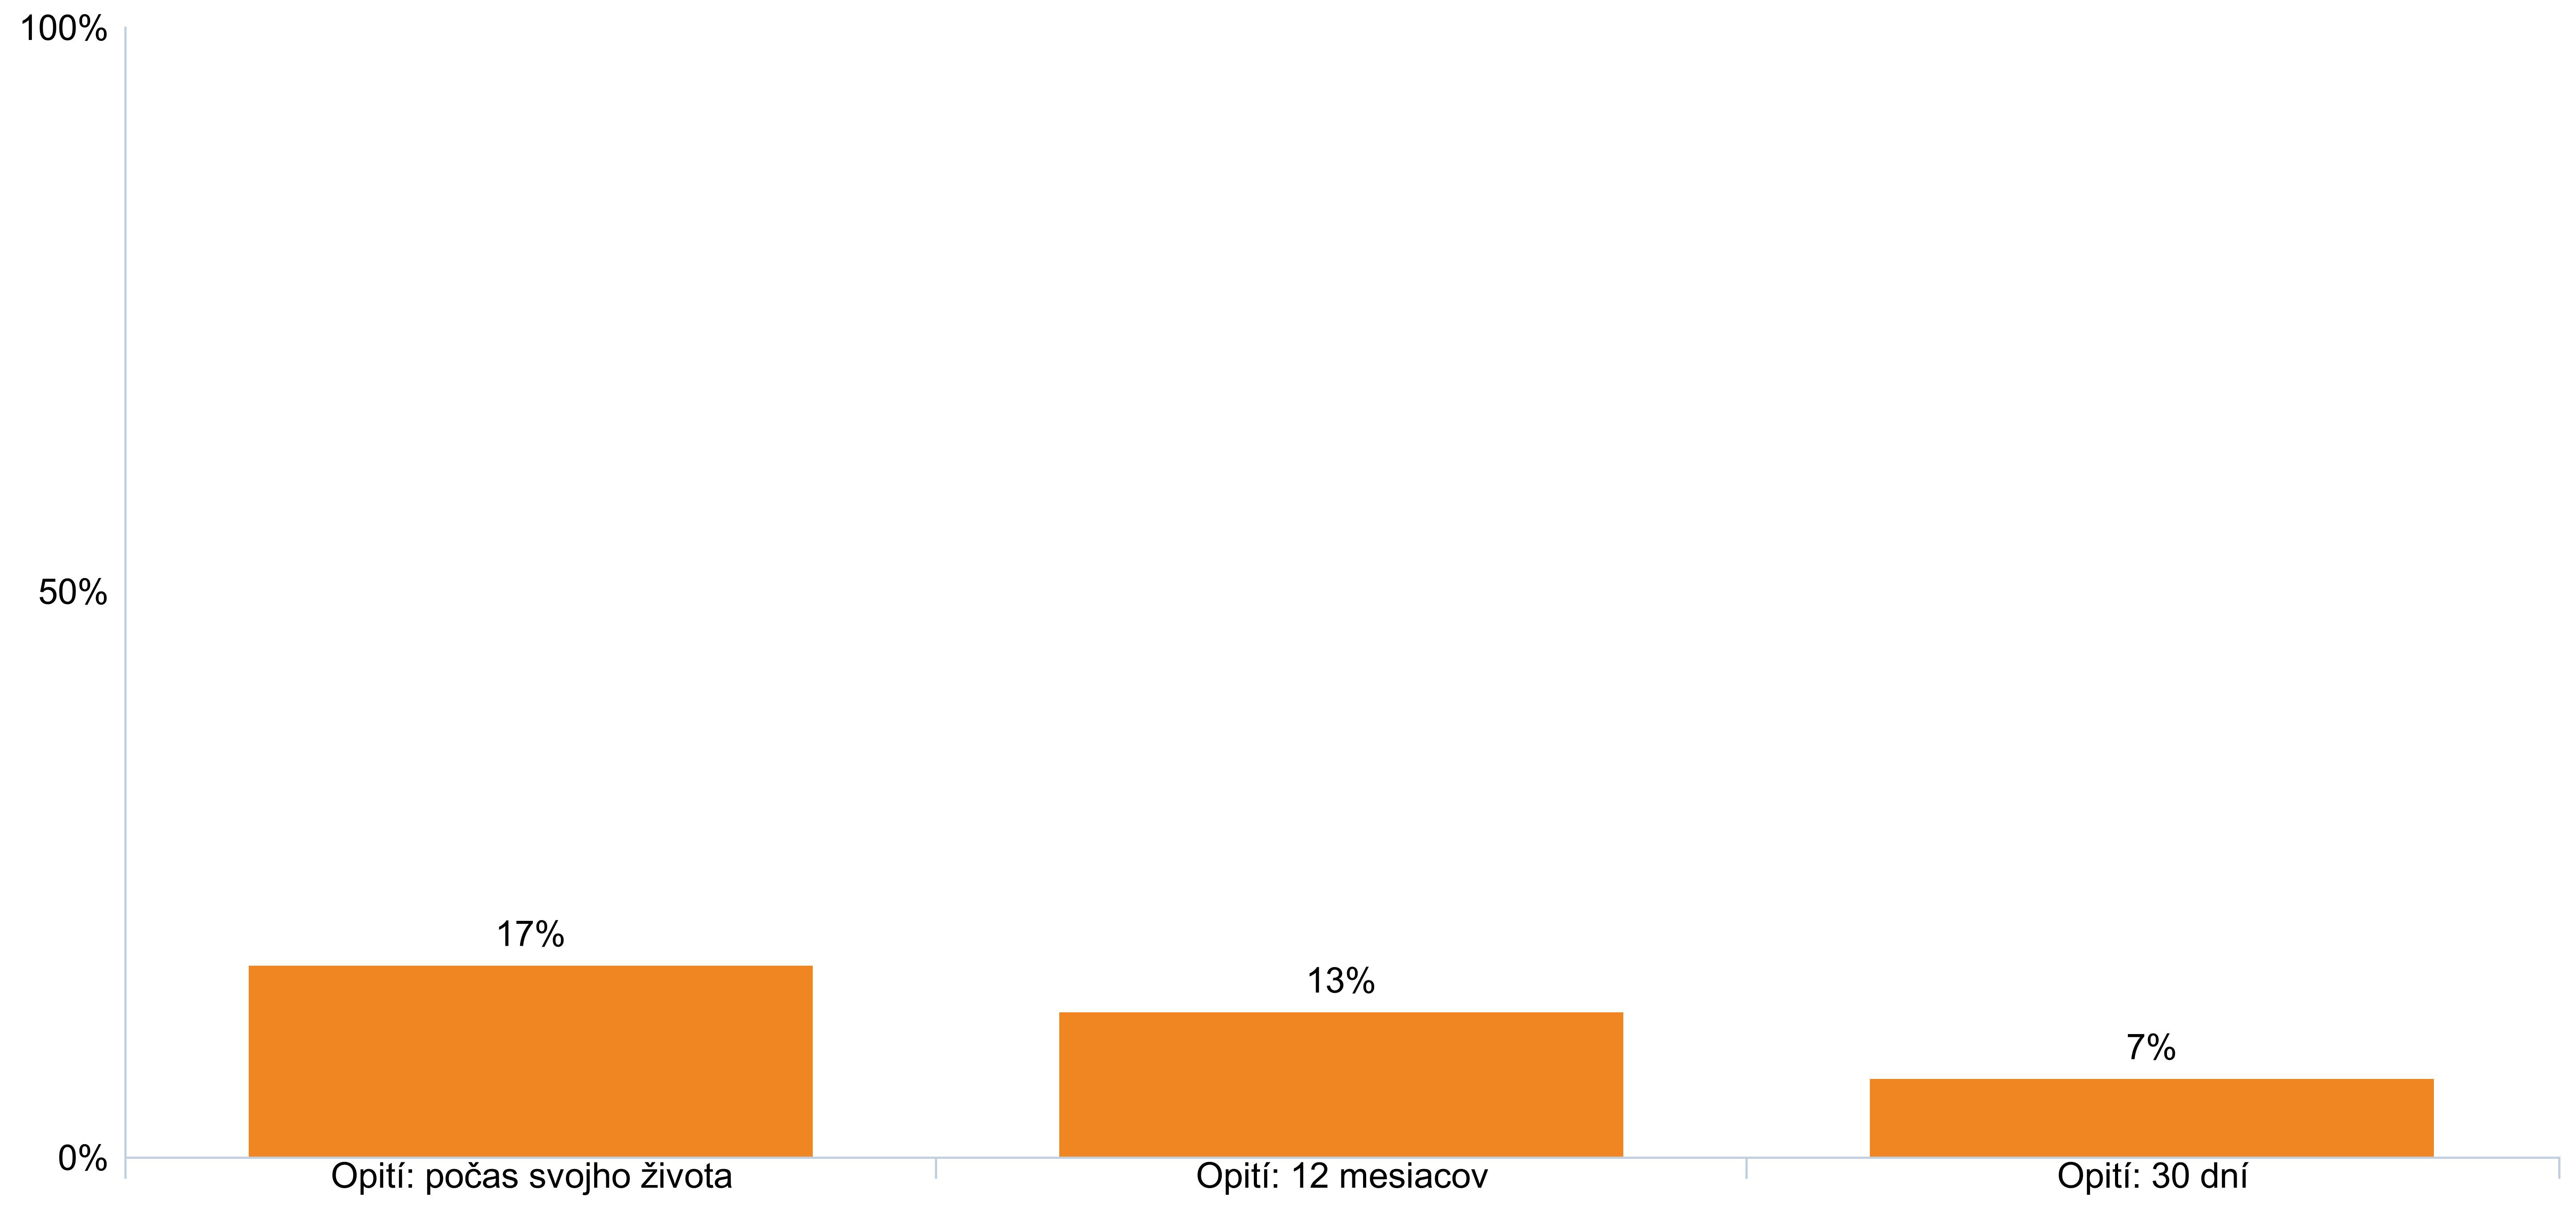 100%
50%
0%
17%
13%
7%
Opití: počas svojho života
Opití: 12 mesiacov
Opití: 30 dní